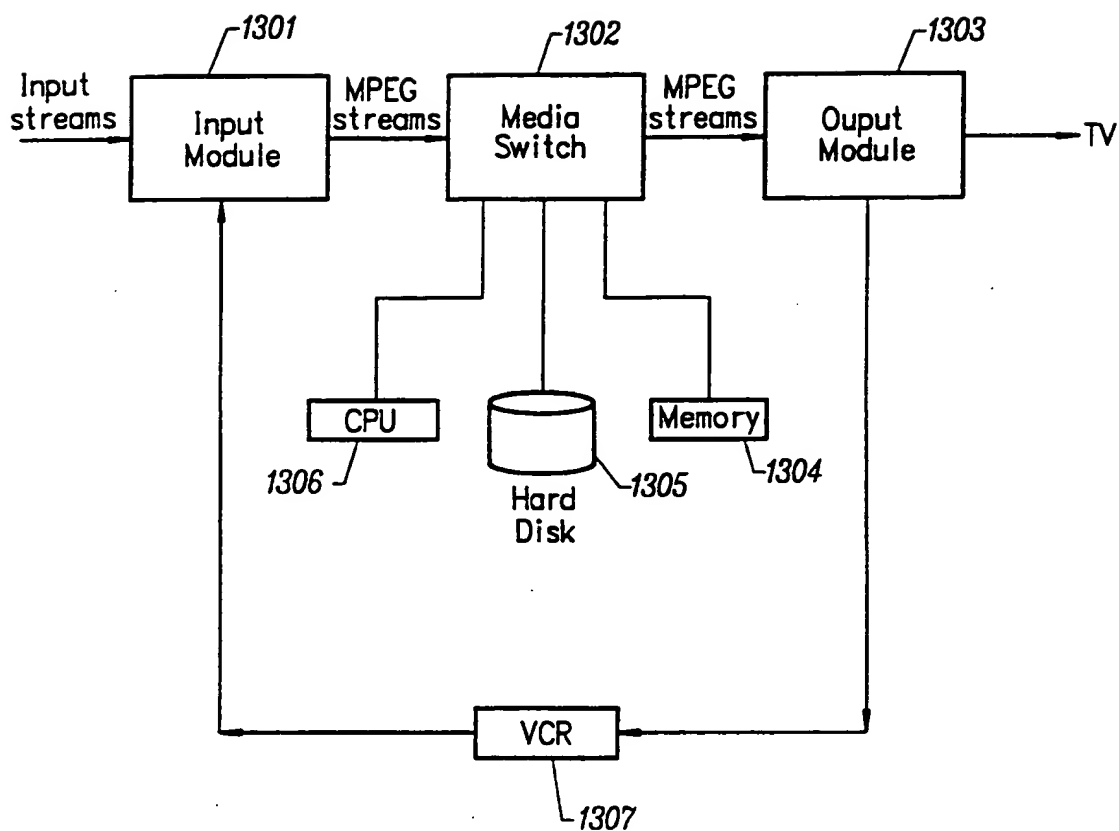 1301
1302
1303
Input
streams
Input
Module
MPEG
streams
Media
Switch
MPEG
streams
Ouput
Module
TV
CPU
1306
Hard
Disk
1305
Memory
1304
VCR
1307